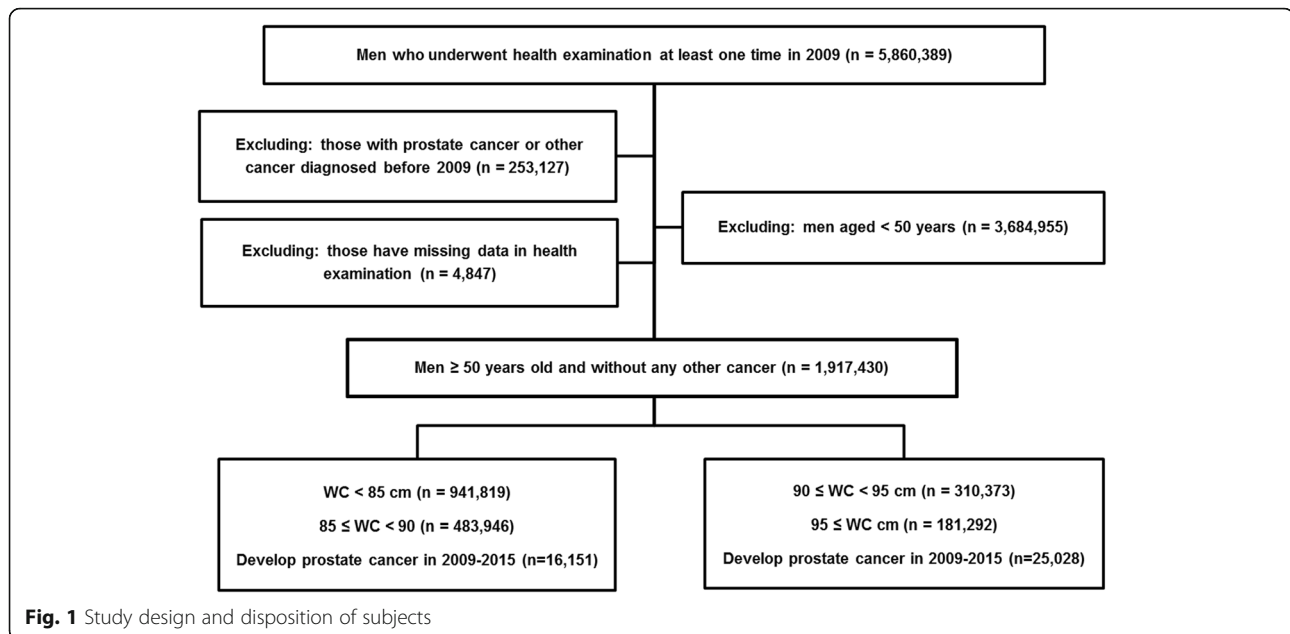 Men who underwent health examination at least one time in 2009 (n = 5,860,389)
Excluding: those with prostate cancer or other
cancer diagnosed before 2009 (n = 253,127)
Excluding: men aged < 50 years (n = 3,684,955)
Excluding: those have missing data in health
examination (n = 4,847)
Men ≥ 50 years old and without any other cancer (n = 1,917,430)
WC < 85 cm (n = 941,819)
85 ≤ WC < 90 (n = 483,946)
Develop prostate cancer in 2009-2015 (n=16,151)
90 ≤ WC < 95 cm (n = 310,373)
95 ≤ WC cm (n = 181,292)
Develop prostate cancer in 2009-2015 (n=25,028)
Fig. 1 Study design and disposition of subjects